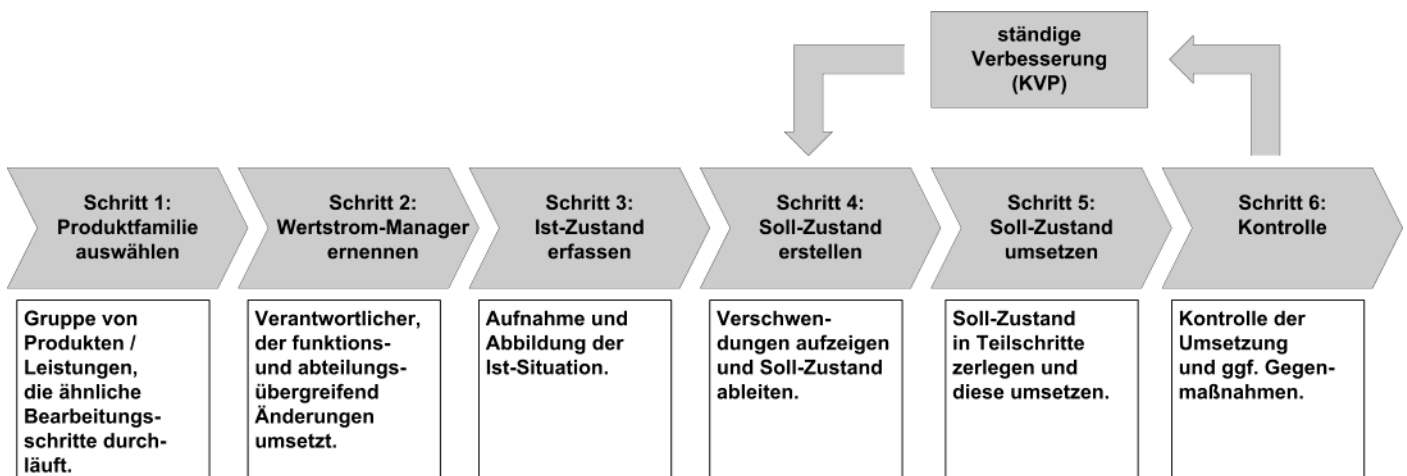 ständige
Verbesserung
(KVP)
Schritt 1:
Produktfamilie
auswählen
Schritt 2:
Wertstrom-Manager
ernennen
Schritt 3:
Ist-Zustand
erfassen
Schritt 4:
Soll-Zustand
erstellen
Schritt 5:
Soll-Zustand
umsetzen
Schritt 6:
Kontrolle
Gruppe von
Produkten /
Leistungen,
die ähnliche
Bearbeitungs-
schritte durch-
läuft.
Verantwortlicher,
der funktions-
und abteilungs-
übergreifend
Änderungen
umsetzt.
Aufnahme und
Abbildung der
Ist-Situation.
Verschwen-
dungen aufzeigen
und Soll-Zustand
ableiten.
Soll-Zustand
in Teilschritte
zerlegen und
diese umsetzen.
Kontrolle der
Umsetzung
und ggf. Gegen-
maßnahmen.